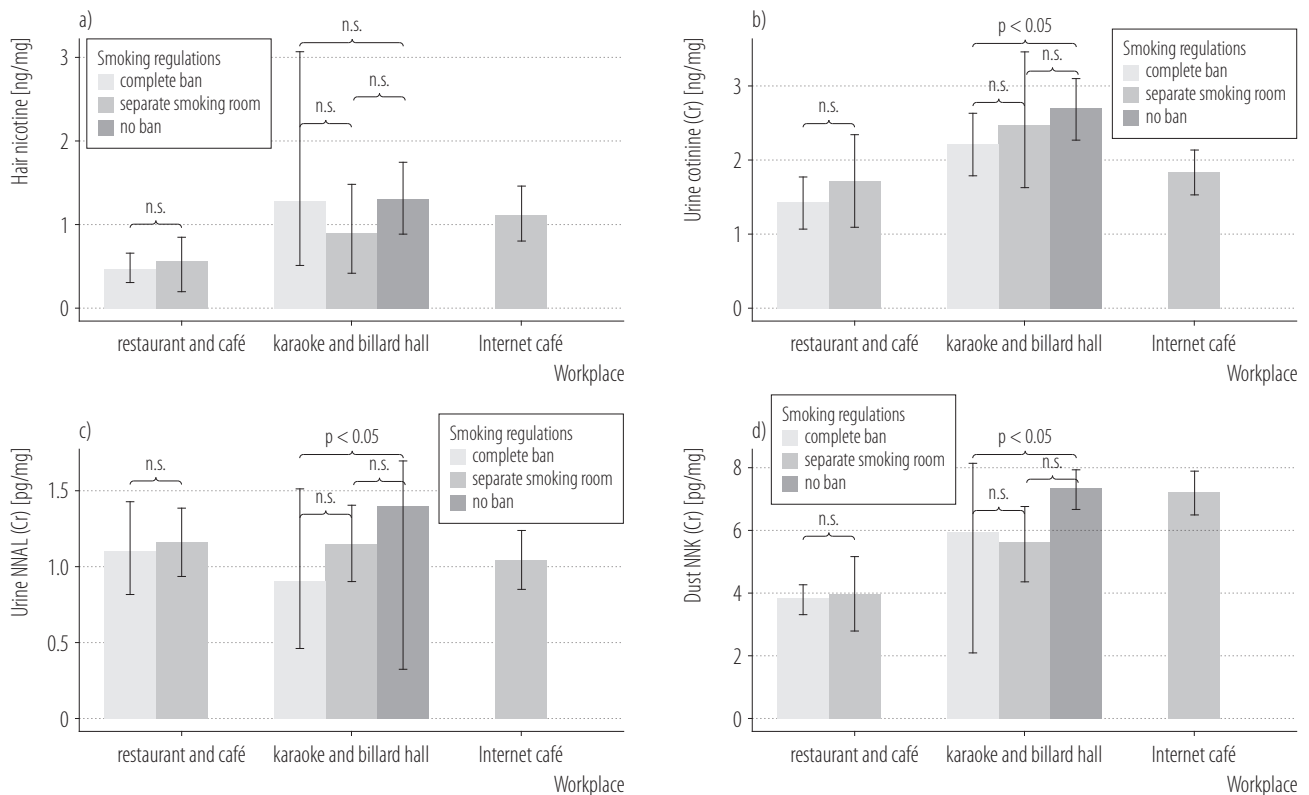 a)
Hair nicotine [ng/mg]
Smoking regulations
complete ban
separate smoking room
no ban
n.s.
n.s.
n.s.
n.s.
3
2
1
0
restaurant and café karaoke and billard hall Internet café
Workplace
b)
Urine cotinine (Cr) [ng/mg]
Smoking regulations
complete ban
separate smoking room
no ban
p < 0.05
n.s.
n.s.
n.s.
3
2
1
0
restaurant and café karaoke and billard hall Internet café
Workplace
c)
Urine NNAL (Cr) [pg/mg]
Smoking regulations
complete ban
separate smoking room
no ban
p < 0.05
n.s.
n.s.
n.s.
1.5
1.0
0.5
0
restaurant and café karaoke and billard hall Internet café
Workplace
d)
Dust NNK (Cr) [pg/mg]
Smoking regulations
complete ban
separate smoking room
no ban
p < 0.05
n.s.
n.s.
n.s.
8
6
4
2
0
restaurant and café karaoke and billard hall Internet café
Workplace